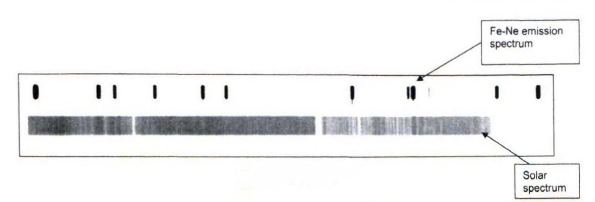 Fe-Ne emission
spectrum
Solar
spectrum